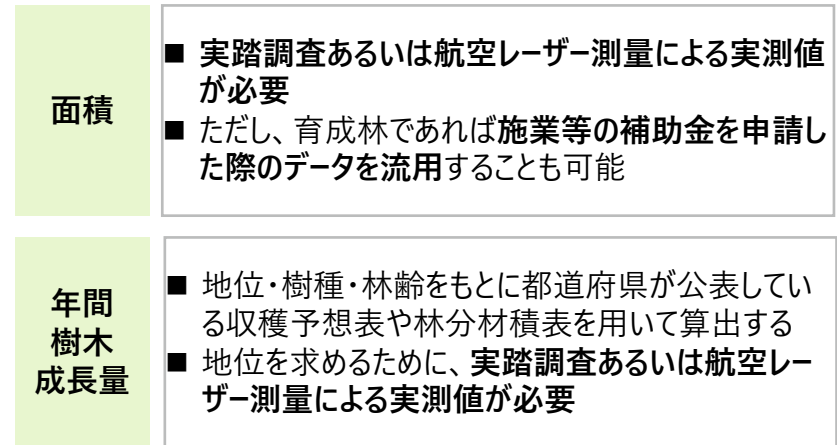 面積
■ 実踏調査あるいは航空レーザー測量による実測値
が必要
■ ただし、育成林であれば施業等の補助金を申請し
た際のデータを流用することも可能
年間
樹木
成長量
■ 地位・樹種・林齢をもとに都道府県が公表してい
る収穫予想表や林分材積表を用いて算出する
■ 地位を求めるために、実踏調査あるいは航空レー
ザー測量による実測値が必要